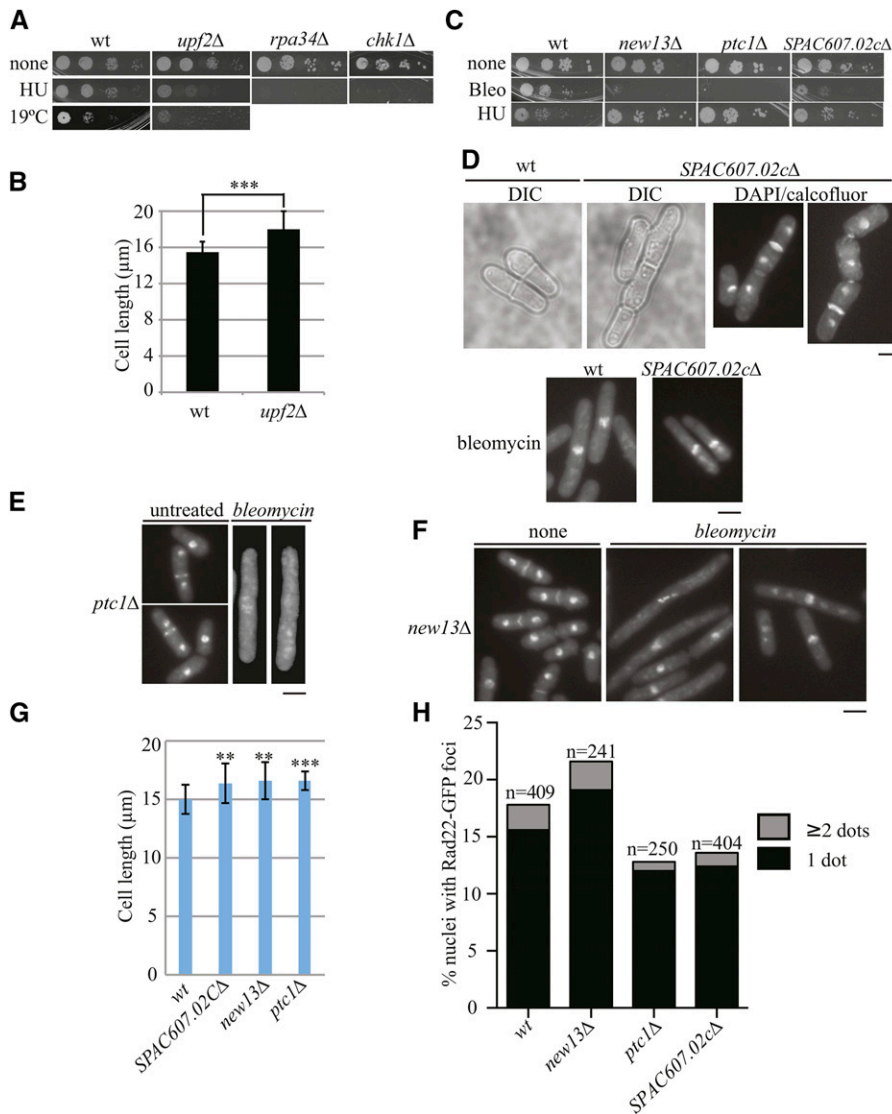 A
wt upf2Δ rpa34Δ chk1Δ
none
HU
19ºC
B
***
Cell length (μm)
20
16
12
8
4
0
wt upf2Δ
C
wt new13Δ ptc1Δ SPAC607.02cΔ
none
Bleo
HU
D
wt SPAC607.02cΔ
DIC DIC DAPI/calcofluor
wt SPAC607.02cΔ
bleomycin
E
untreated bleomycin
ptc1Δ
F
none bleomycin
new13Δ
G
Cell length (μm)
20
15
10
5
0
** ** ***
wt SPAC607.02CΔ new13Δ ptc1Δ
H
% nuclei with Rad22-GFP foci
25
20
15
10
5
0
n=409 n=241 n=250 n=404
≥2 dots
1 dot
wt new13Δ ptc1Δ SPAC607.02cΔ